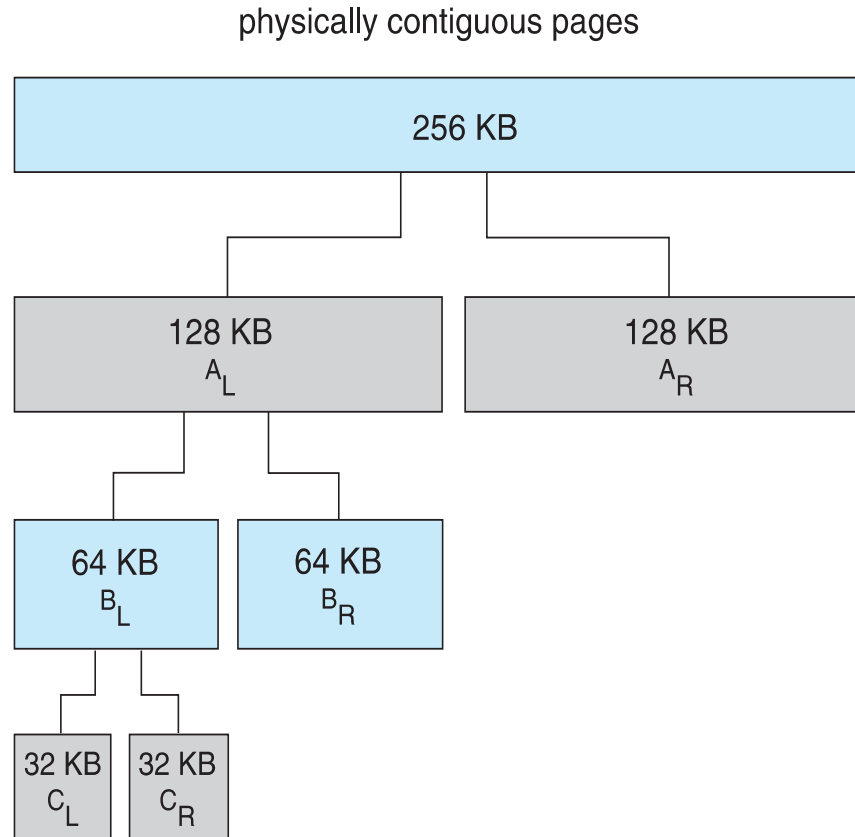 physically contiguous pages
256 KB
128 KB
A_L
128 KB
A_R
64 KB
B_L
64 KB
B_R
32 KB
C_L
32 KB
C_R